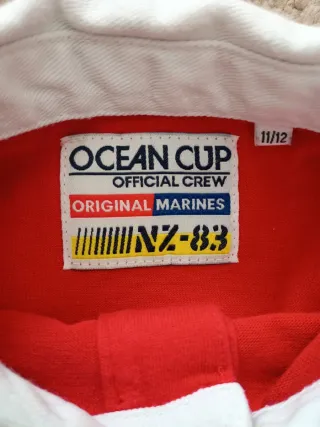 OCEAN CUP
OFFICIAL CREW
ORIGINAL MARINES
NZ-83
11/12